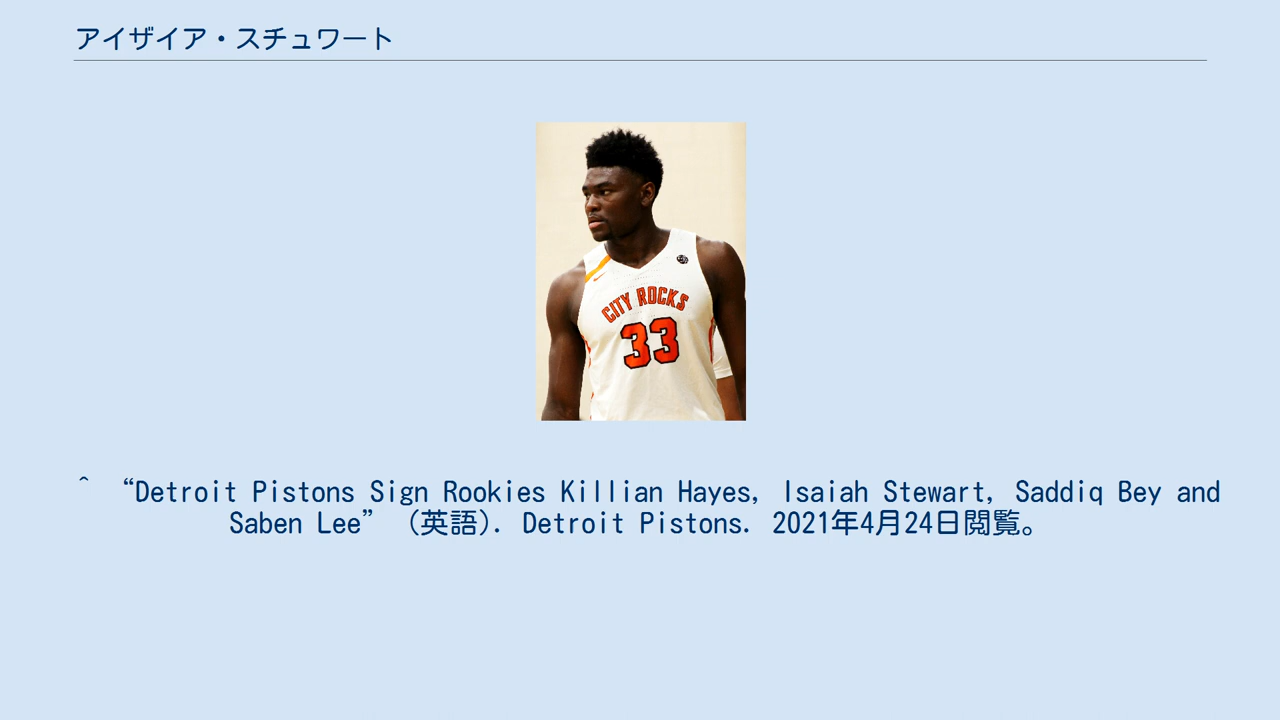 アイザイア・スチュワート
CITY ROCKS
33
^ “Detroit Pistons Sign Rookies Killian Hayes, Isaiah Stewart, Saddiq Bey and
Saben Lee” (英語). Detroit Pistons. 2021年4月24日閲覧。